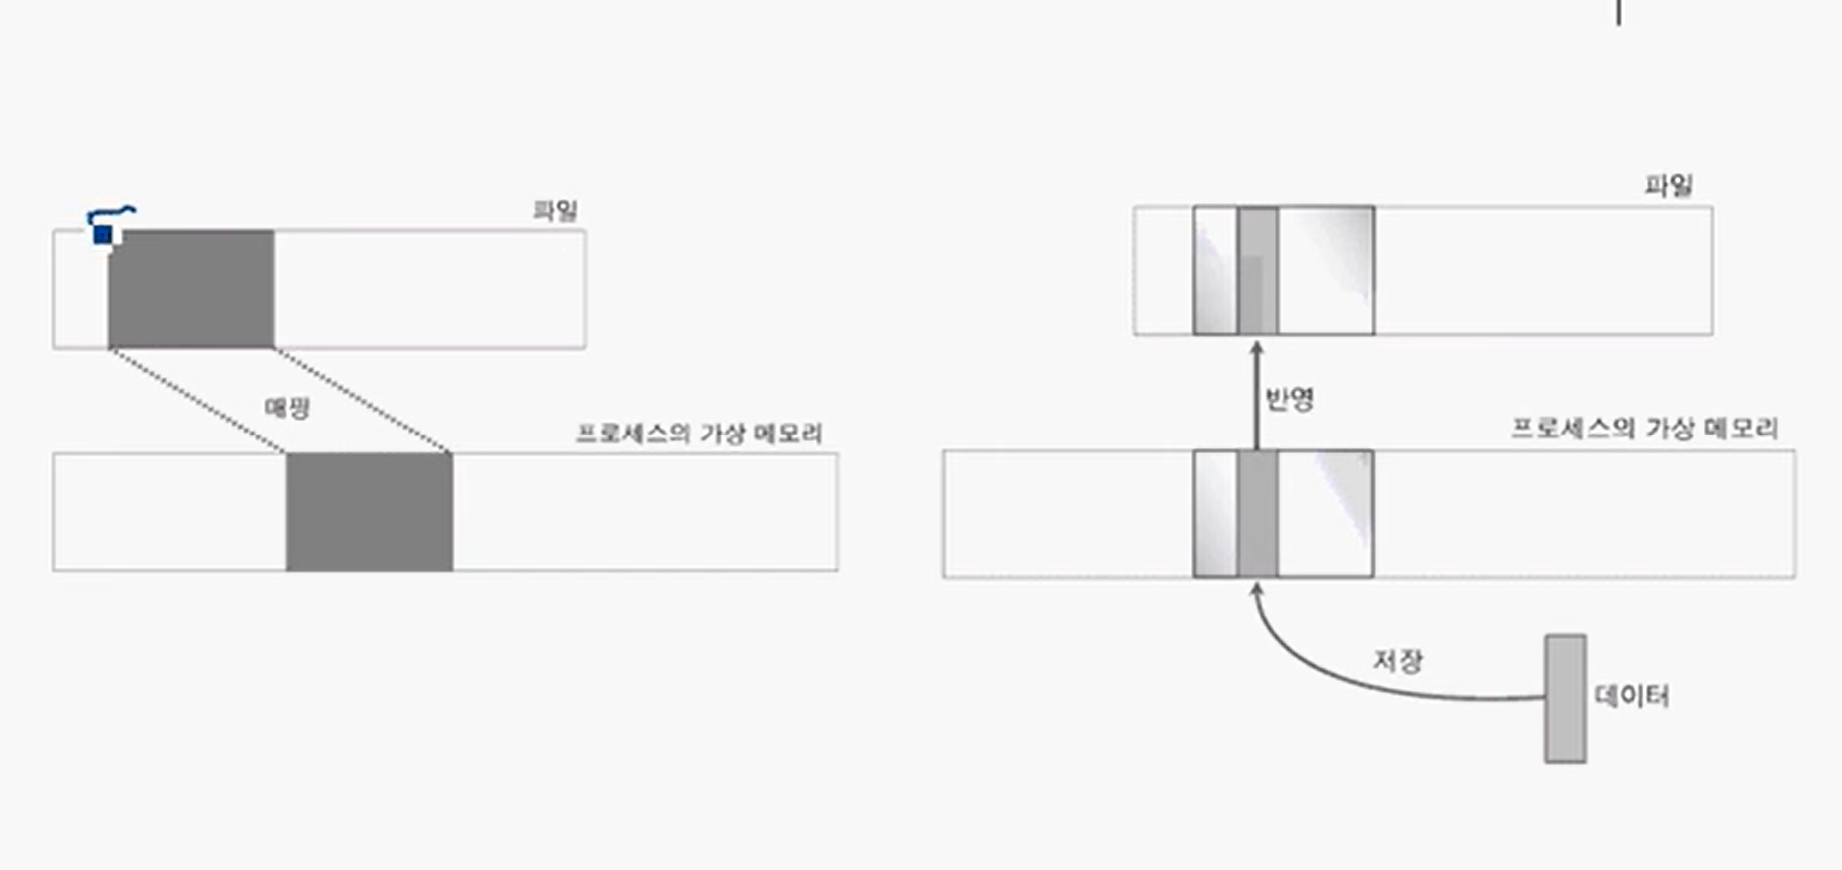 파일
매핑
프로세스의 가상 메모리
파일
반영
프로세스의 가상 메모리
저장
데이터